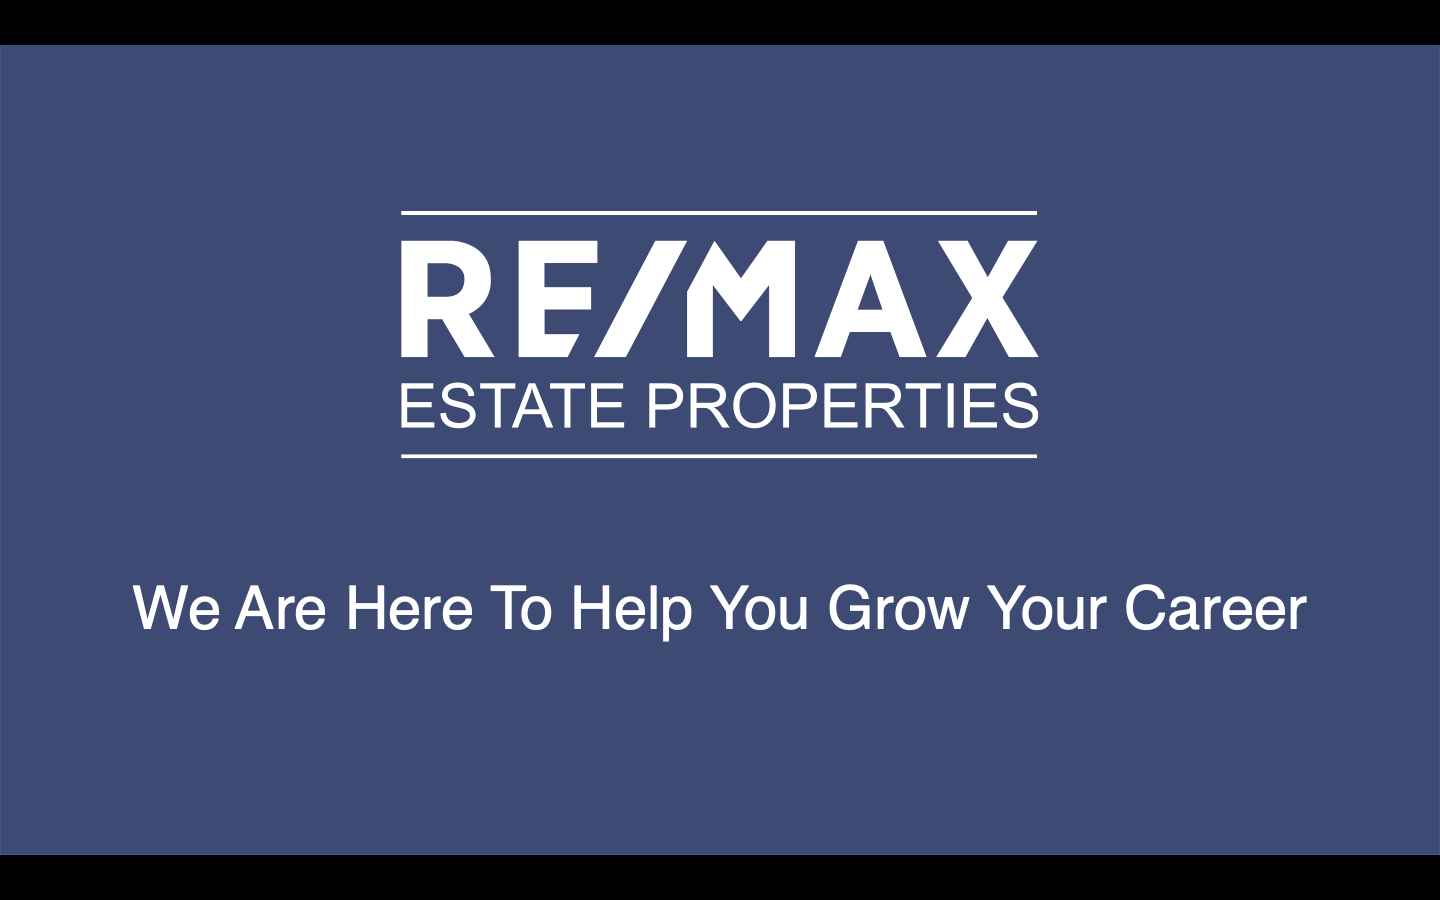 RE/MAX
ESTATE PROPERTIES
We Are Here To Help You Grow Your Career